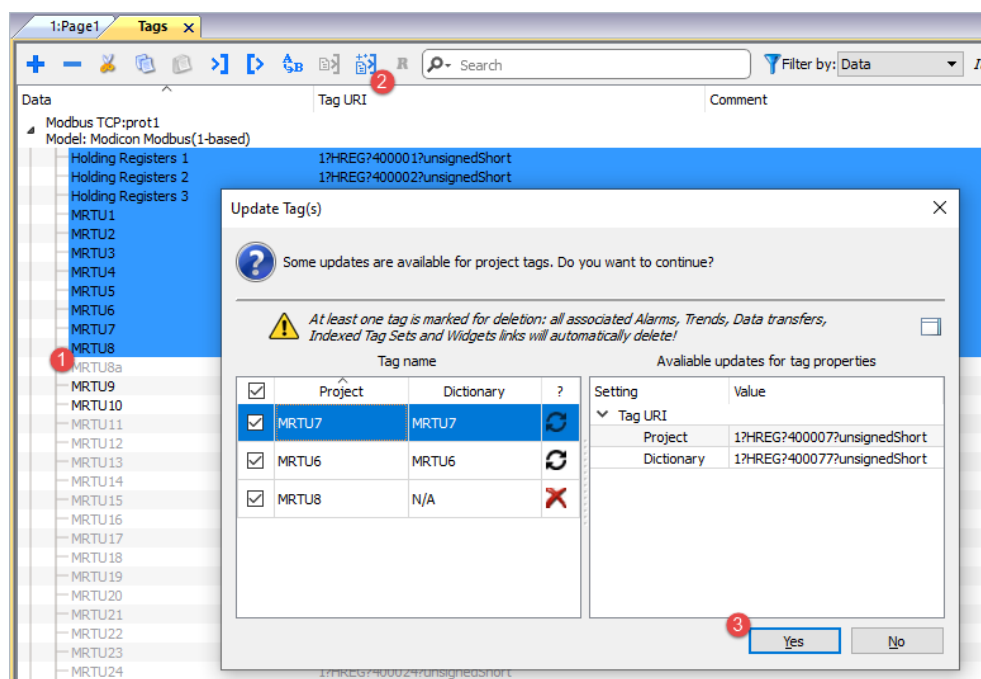 1:Page1 Tags x
A B R Search Filter by: Data
2
Data Tag URI Comment
Modbus TCP:prot1
Model: Modicon Modbus(1-based)
Holding Registers 1 1?HREG?400001?unsignedShort
Holding Registers 2 1?HREG?400002?unsignedShort
Holding Registers 3
MRTU1
MRTU2
MRTU3
MRTU4
MRTU5
MRTU6
MRTU7
MRTU8
1
MRTU8a
MRTU9
MRTU10
MRTU11
MRTU12
MRTU13
MRTU14
MRTU15
MRTU16
MRTU17
MRTU18
MRTU19
MRTU20
MRTU21
MRTU22
MRTU23
MRTU24 1?HREG?400024?unsignedShort
Update Tag(s)
? Some updates are available for project tags. Do you want to continue?
At least one tag is marked for deletion: all associated Alarms, Trends, Data transfers,
Indexed Tag Sets and Widgets links will automatically delete!
Tag name Available updates for tag properties
Project Dictionary ? Setting Value
MRTU7 MRTU7 Tag URI
Project 1?HREG?400007?unsignedShort
MRTU6 MRTU6 Dictionary 1?HREG?400077?unsignedShort
MRTU8 N/A
3
Yes No